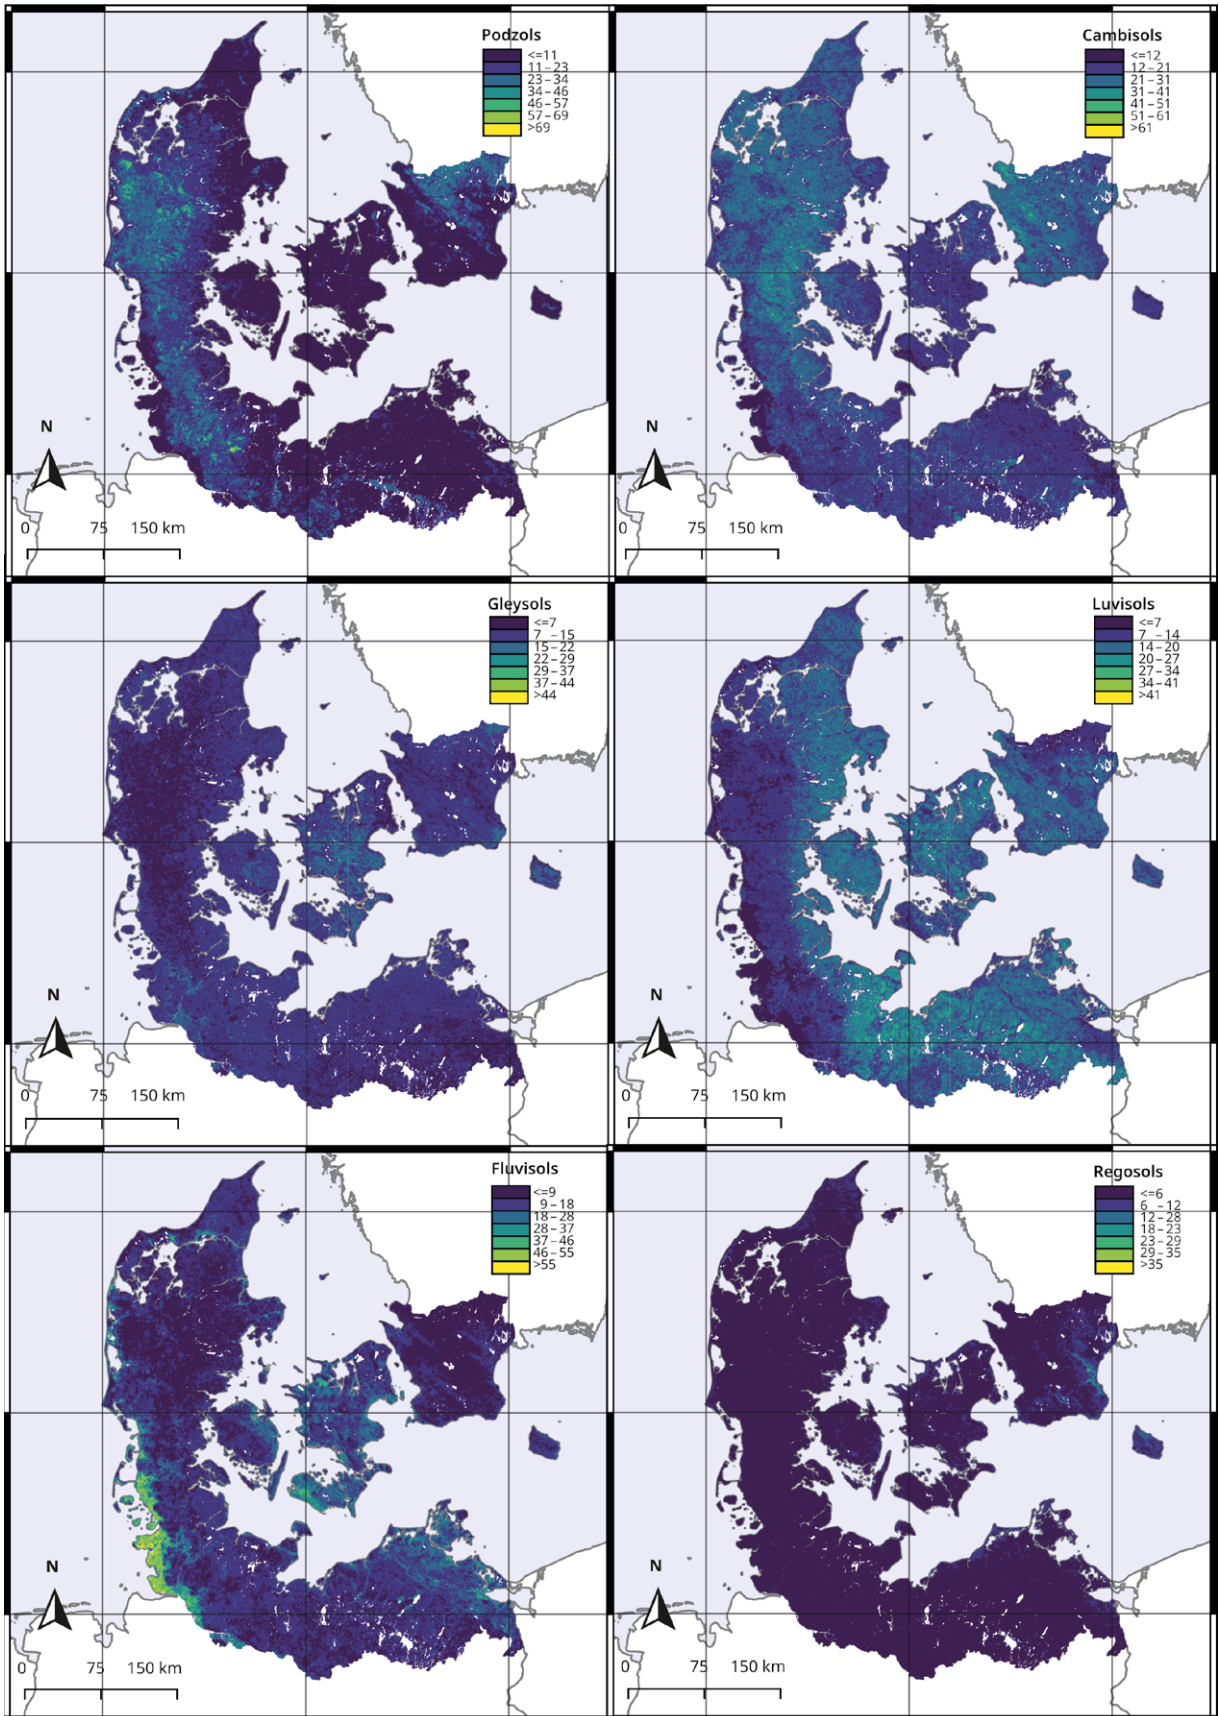 Podzols
<=11
11-23
23-34
34-46
46-57
57-69
>69
N
0 75 150 km
Cambisols
<=12
12-21
21-31
31-41
41-51
51-61
>61
N
0 75 150 km
Gleysols
<=7
7 -15
15-22
22-29
29-37
37-44
>44
N
0 75 150 km
Luvisols
<=7
7 -14
14-20
20-27
27-34
34-41
>41
N
0 75 150 km
Fluvisols
<=9
9-18
18-28
28-37
37-46
46-55
>55
N
0 75 150 km
Regosols
<=6
6 -12
12-28
18-23
23-29
29-35
>35
N
0 75 150 km